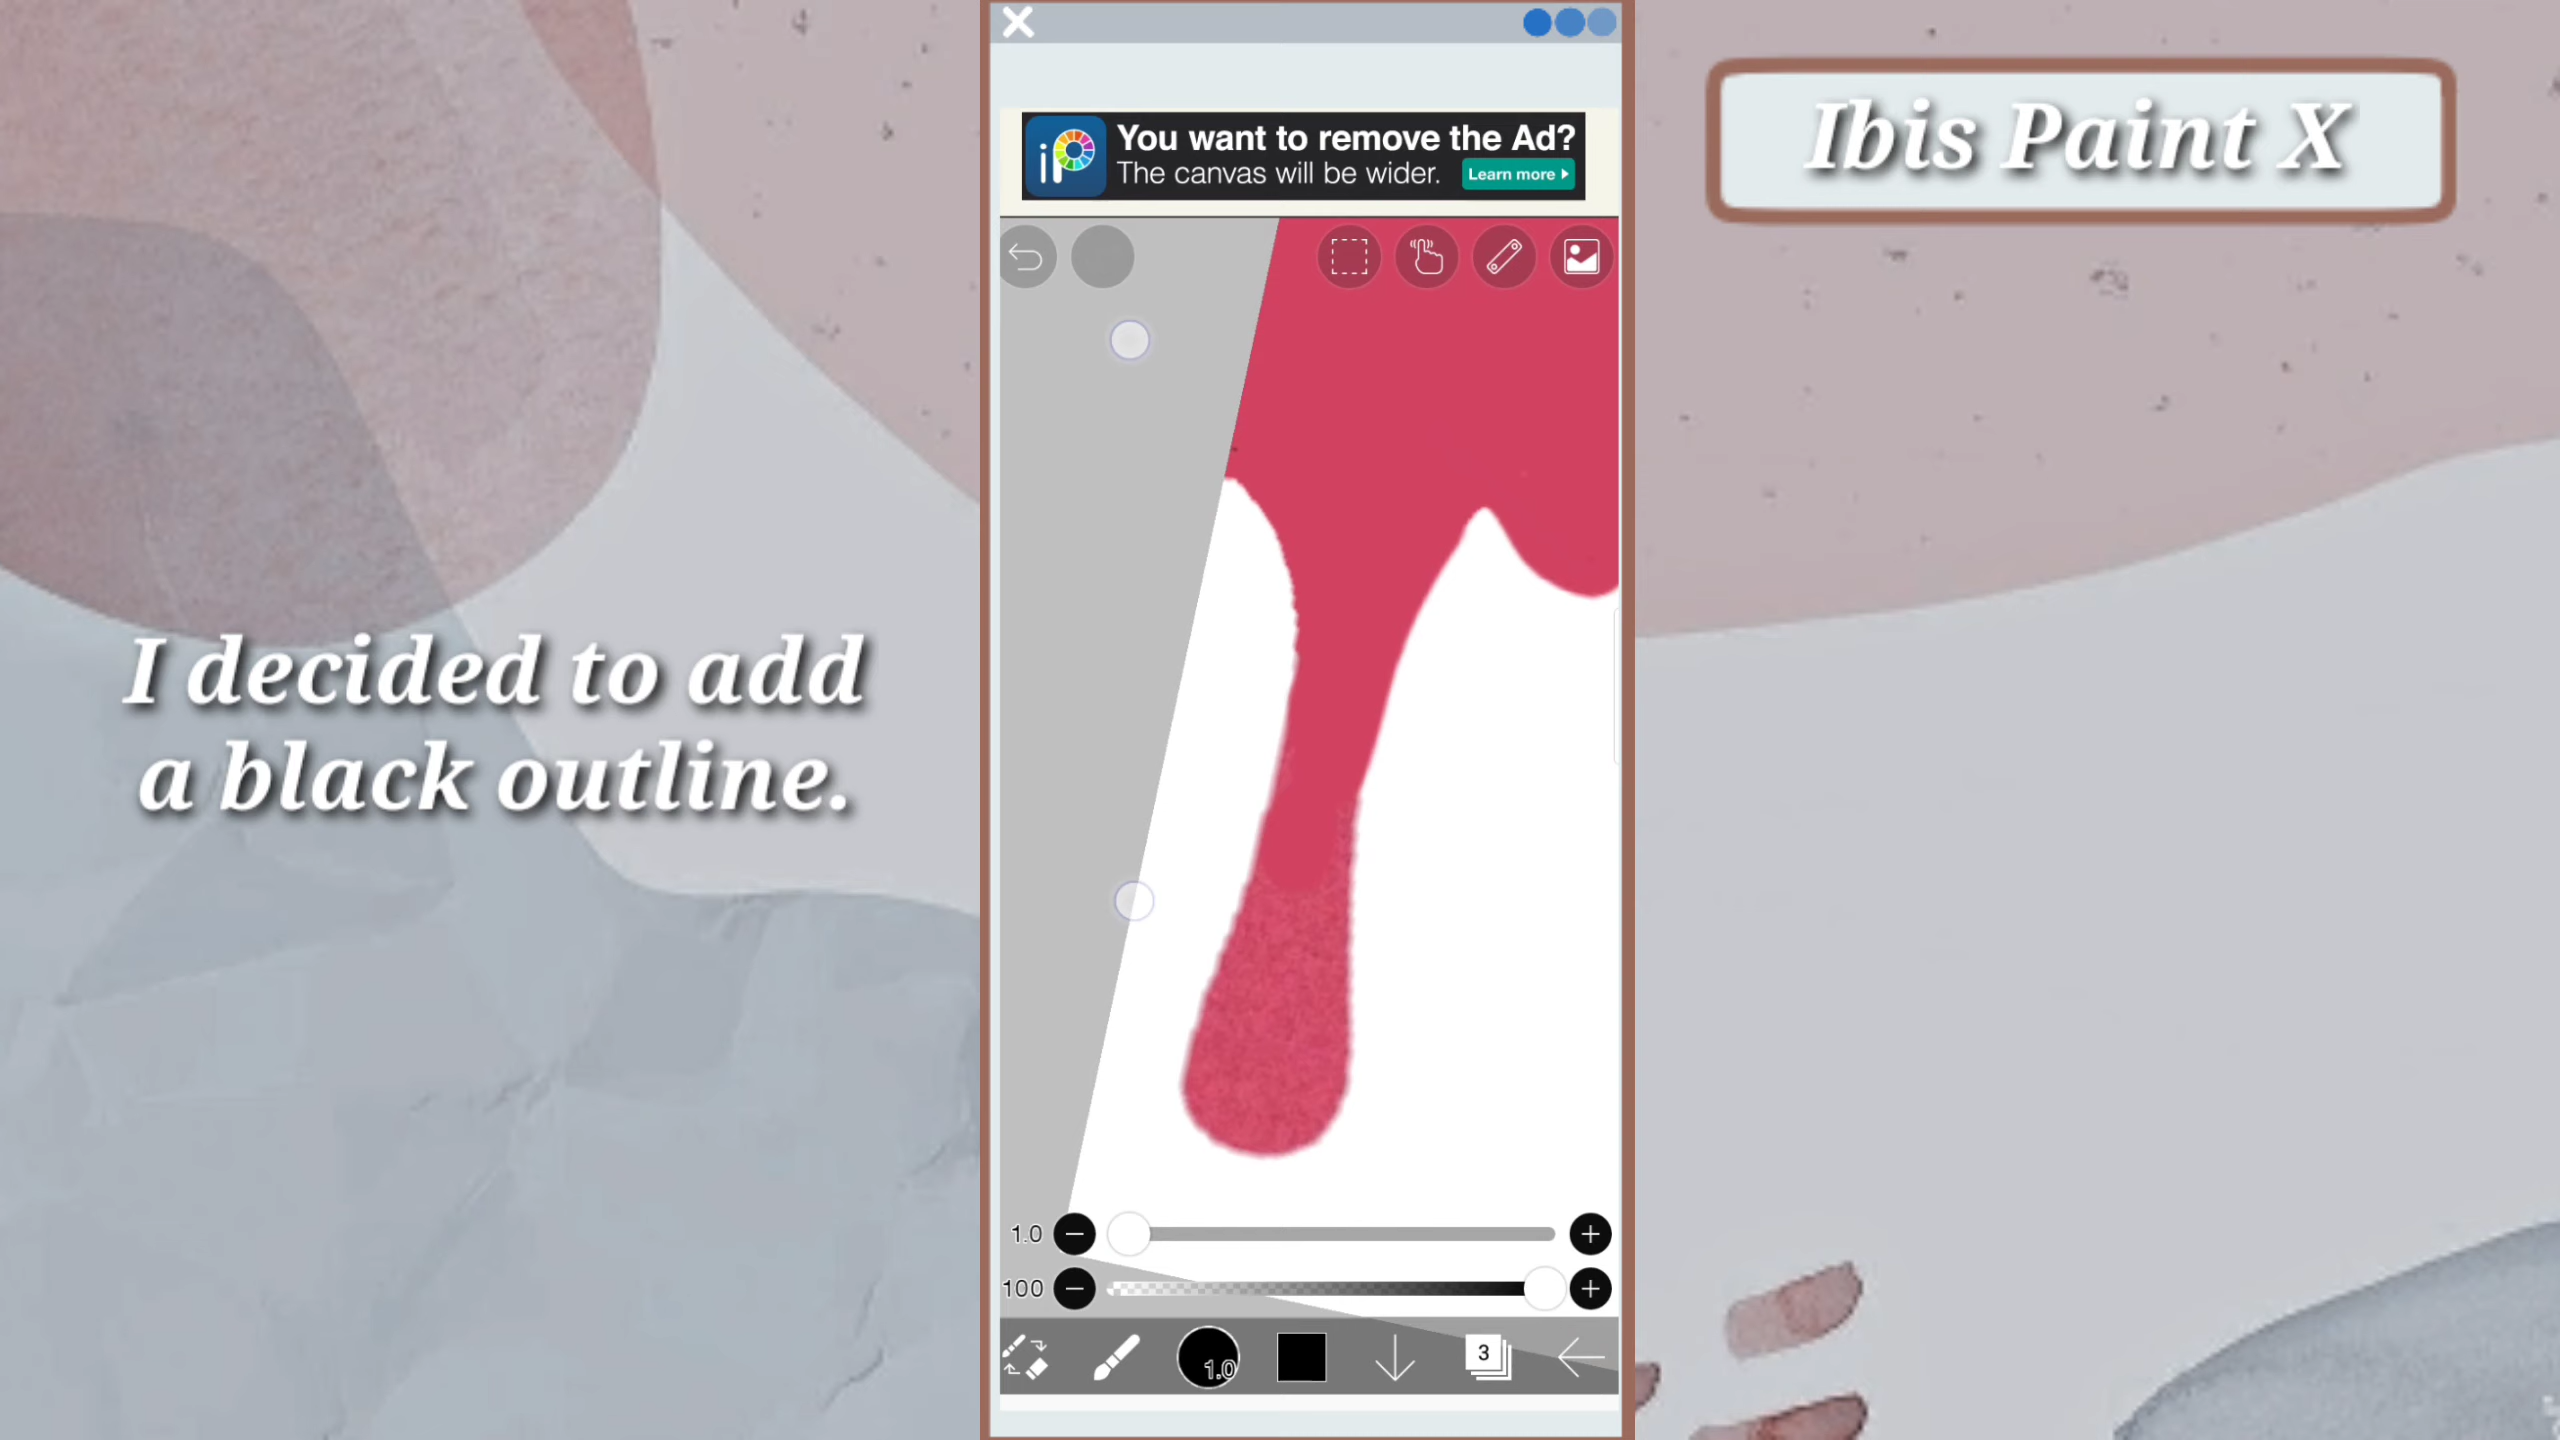 Ibis Paint X
iP
You want to remove the Ad?
The canvas will be wider.
Learn more
I decided to add
a black outline.
1.0
100
1.0
3